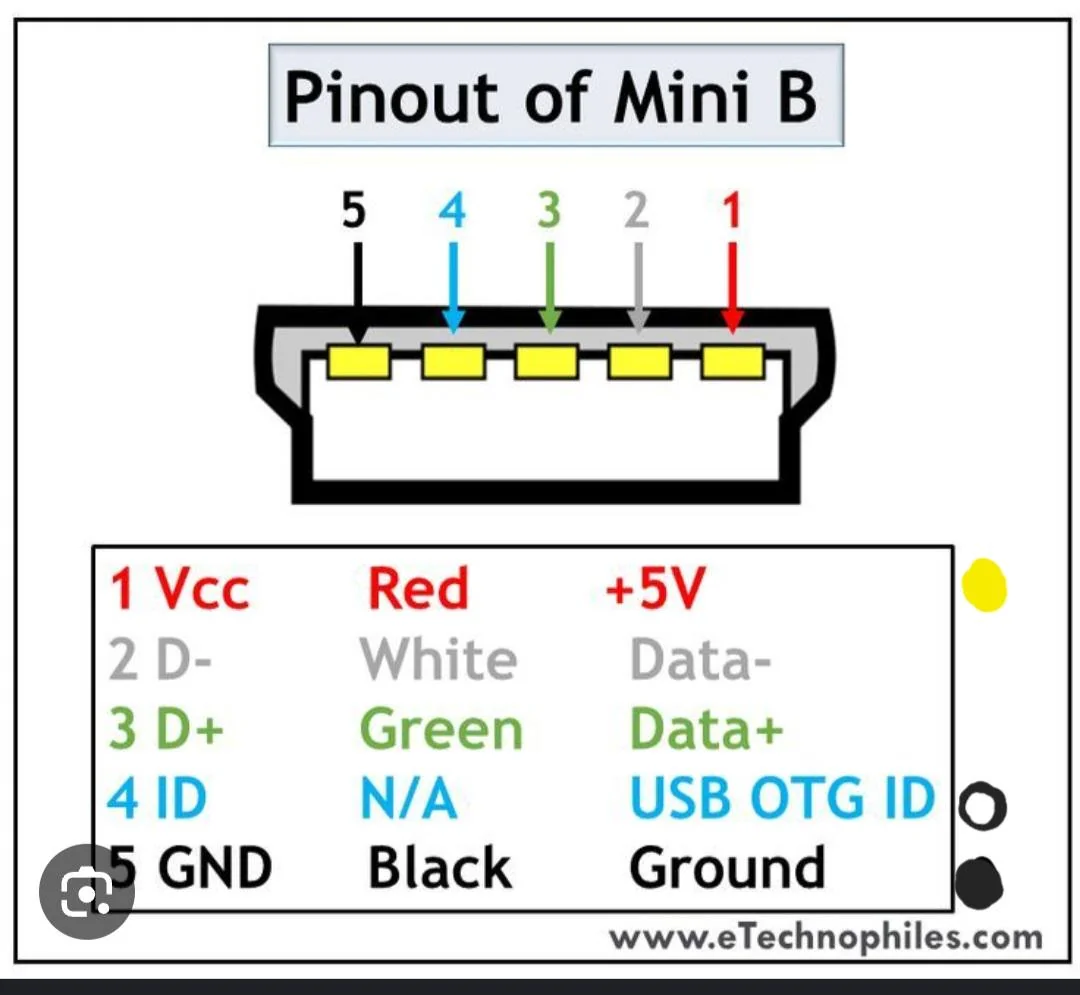 Pinout of Mini B
5 4 3 2 1
1 Vcc Red +5V
2 D- White Data-
3 D+ Green Data+
4 ID N/A USB OTG ID
5 GND Black Ground
www.eTechnophiles.com